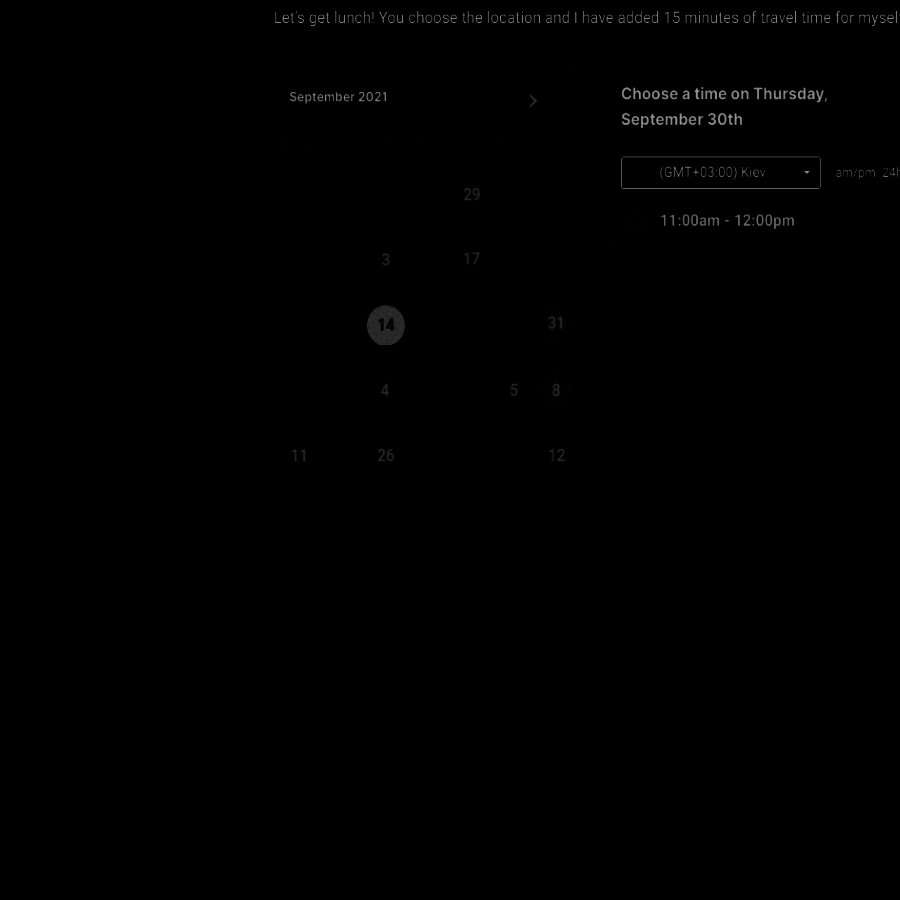 Let's get lunch! You choose the location and I have added 15 minutes of travel time for mysel
September 2021
Choose a time on Thursday,
September 30th
(GMT+03:00) Kiev
am/pm 24h
11:00am - 12:00pm
29
3 17
14 31
4 5 8
11 26 12